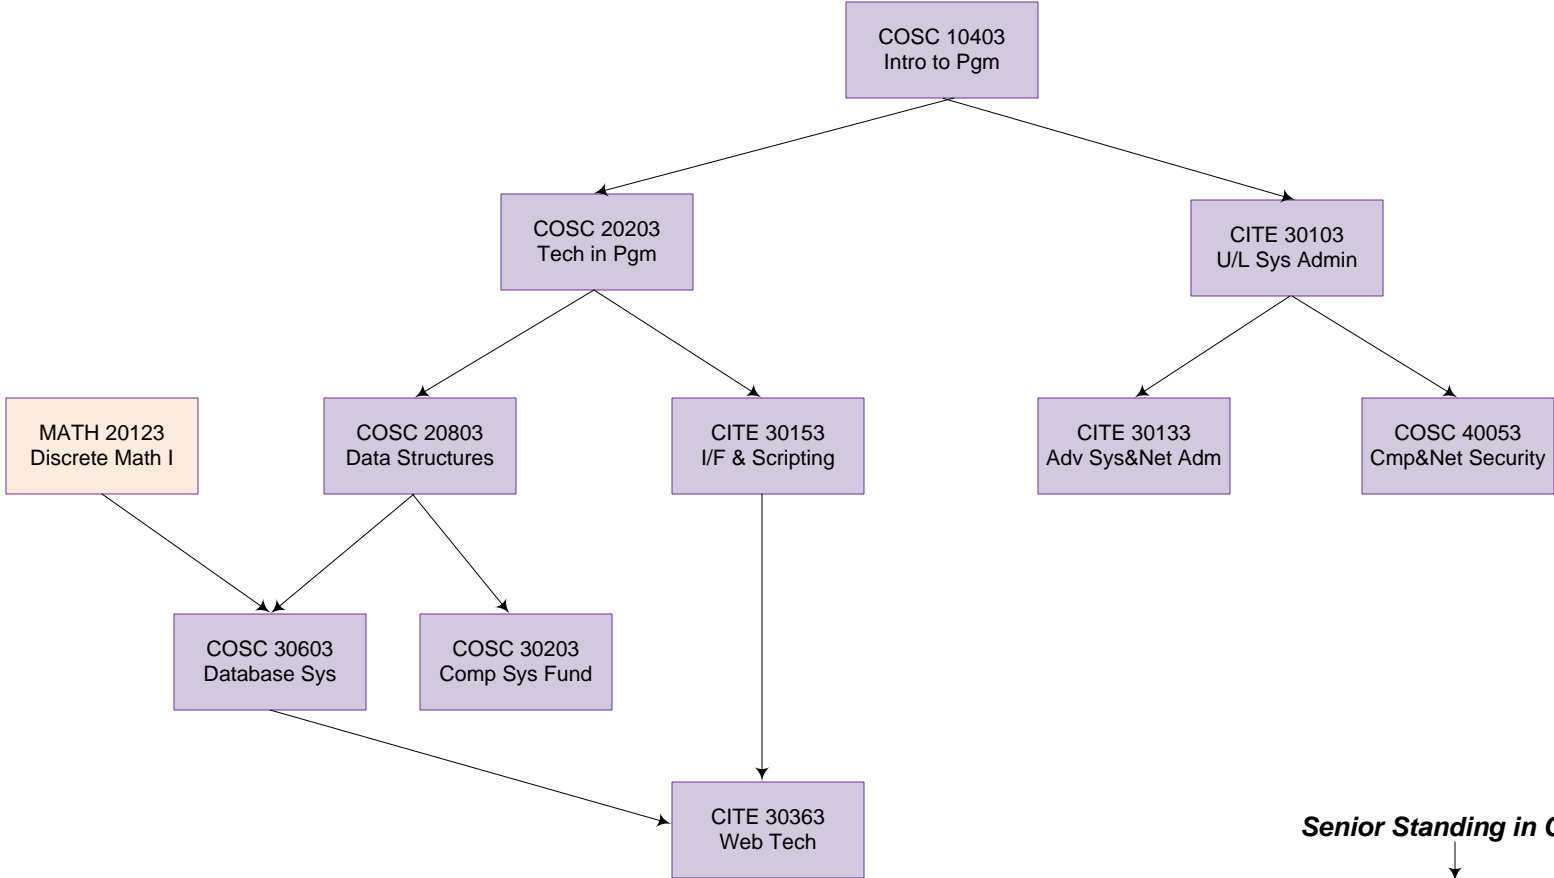 COSC 10403
Intro to Pgm
COSC 20203
Tech in Pgm
CITE 30103
U/L Sys Admin
MATH 20123
Discrete Math I
COSC 20803
Data Structures
CITE 30153
I/F & Scripting
CITE 30133
Adv Sys&Net Adm
COSC 40053
Cmp&Net Security
COSC 30603
Database Sys
COSC 30203
Comp Sys Fund
CITE 30363
Web Tech
Senior Standing in